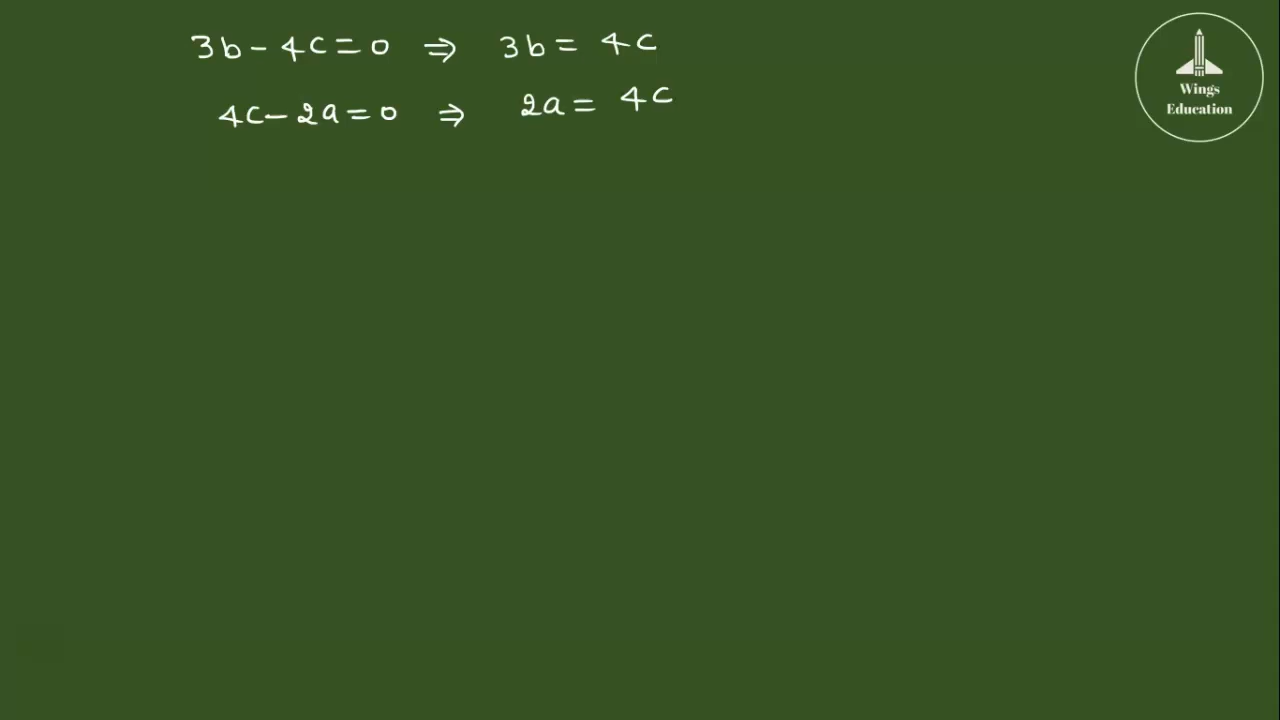 3b - 4c = 0 ⇒ 3b = 4c
4c - 2a = 0 ⇒ 2a = 4c
Wings
Education